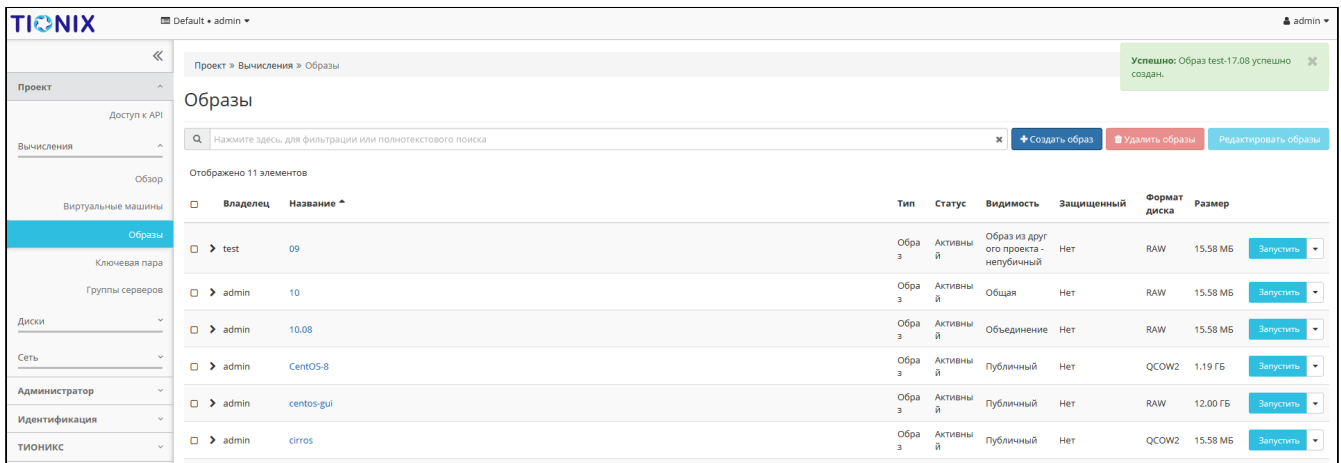 TIONIX
Default • admin
admin
Проект » Вычисления » Образы
Успешно: Образ test-17.08 успешно
создан.
Проект
Доступ к API
Вычисления
Обзор
Виртуальные машины
Образы
Ключевая пара
Группы серверов
Диски
Сеть
Администратор
Идентификация
ТИОНИКС
Образы
Нажмите здесь, для фильтрации или полнотекстового поиска
Создать образ
Удалить образы
Редактировать образы
Отображено 11 элементов
Владелец Название Тип Статус Видимость Защищенный Формат Размер
диска
Образ из друг
test 09 Обра Активны ого проекта - Нет RAW 15.58 МБ Запустить
з й непубичный
admin 10 Обра Активны Общая Нет RAW 15.58 МБ Запустить
з й
admin 10.08 Обра Активны Объединение Нет RAW 15.58 МБ Запустить
з й
admin CentOS-8 Обра Активны Публичный Нет QCOW2 1.19 ГБ Запустить
з й
admin centos-gui Обра Активны Публичный Нет RAW 12.00 ГБ Запустить
з й
admin cirros Обра Активны Публичный Нет QCOW2 15.58 МБ Запустить
з й